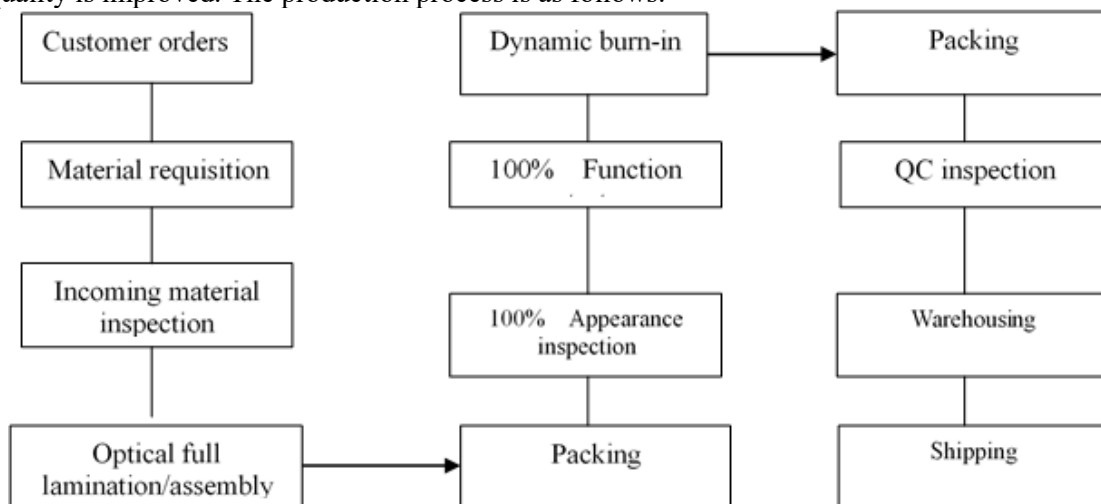 quality is improved. The production process is as follows:
Customer orders
Material requisition
Incoming material
inspection
Optical full
lamination/assembly
Dynamic burn-in
100% Function
100% Appearance
inspection
Packing
Packing
QC inspection
Warehousing
Shipping